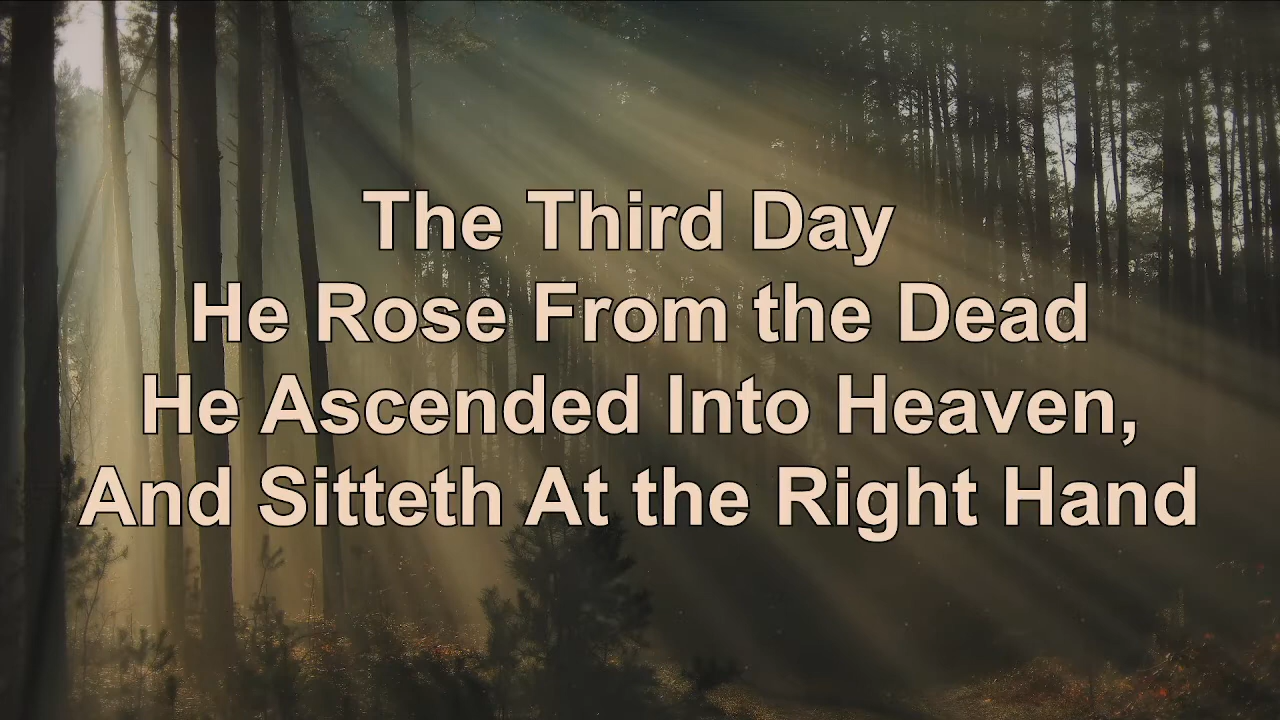 The Third Day
He Rose From the Dead
He Ascended Into Heaven,
And Sitteth At the Right Hand